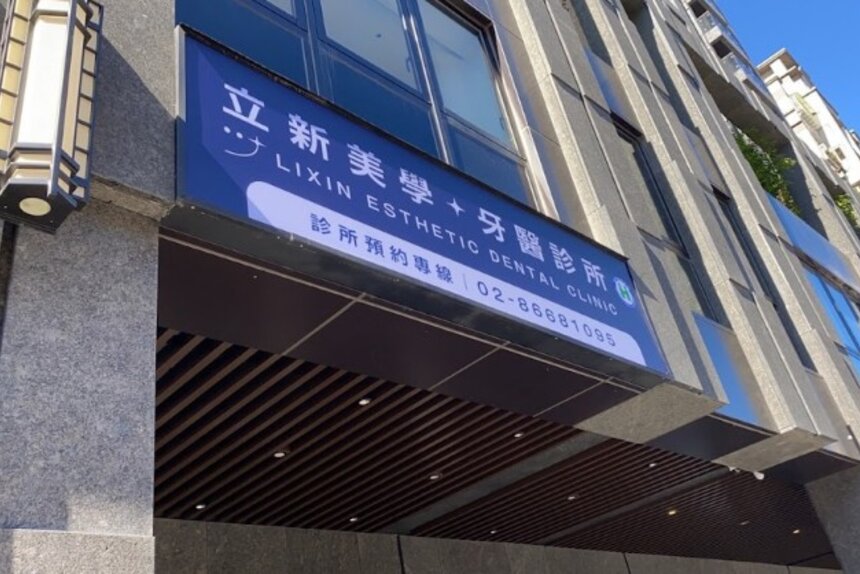 立新美學✦牙醫診所
LIXIN ESTHETIC DENTAL CLINIC
診所預約專線｜02-86681095